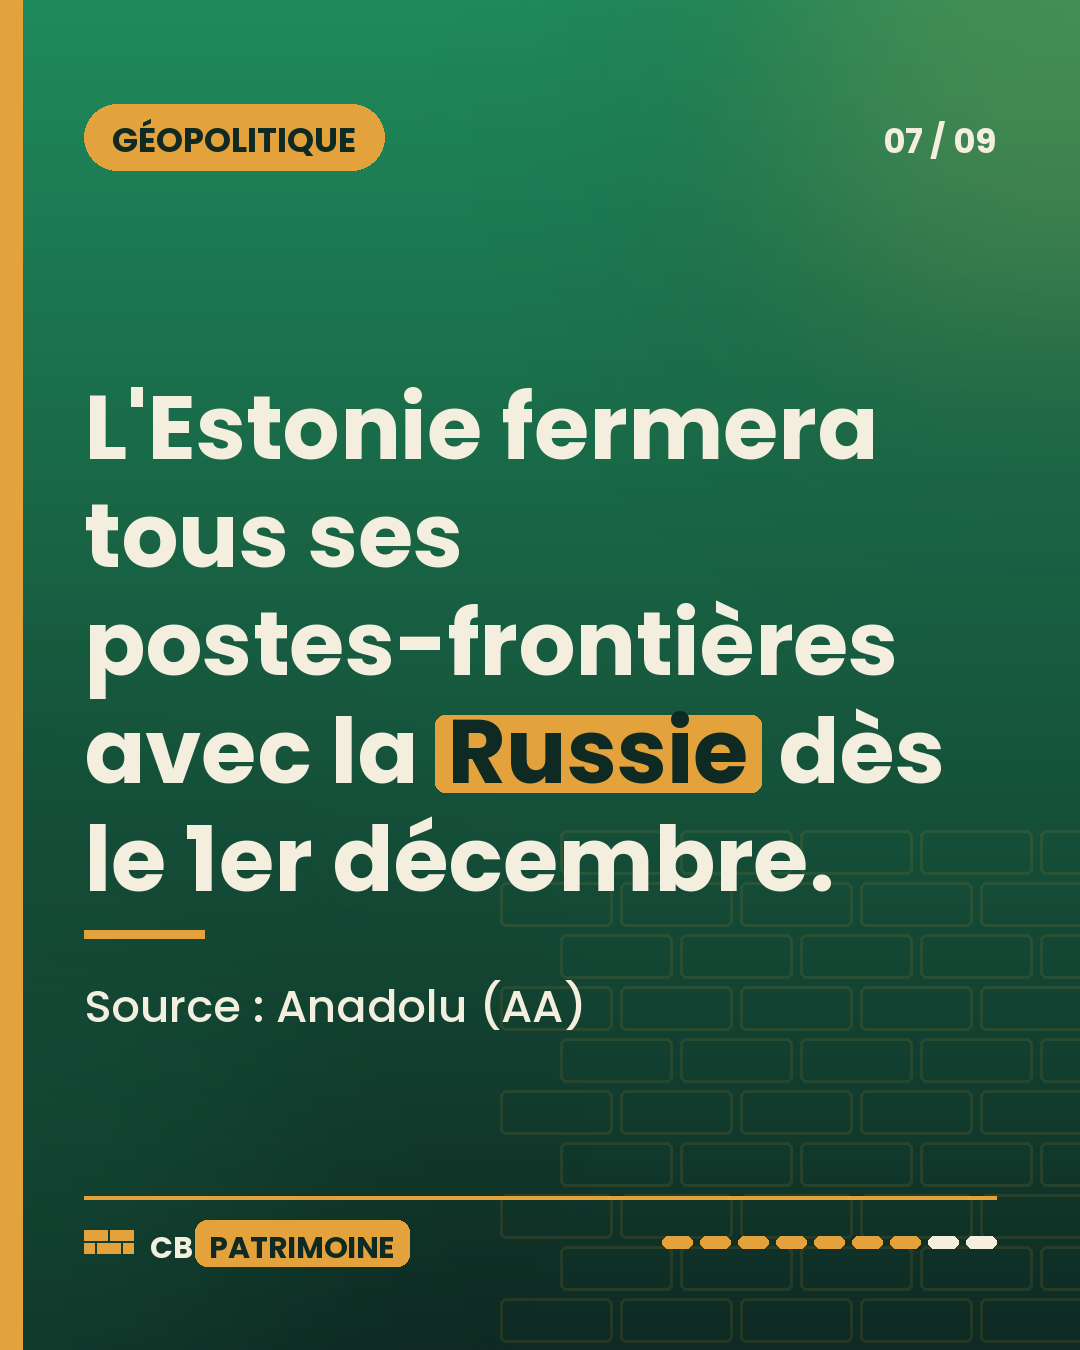 GÉOPOLITIQUE
07 / 09
L'Estonie fermera
tous ses
postes-frontières
avec la Russie dès
le 1er décembre.
Source : Anadolu (AA)
CB PATRIMOINE